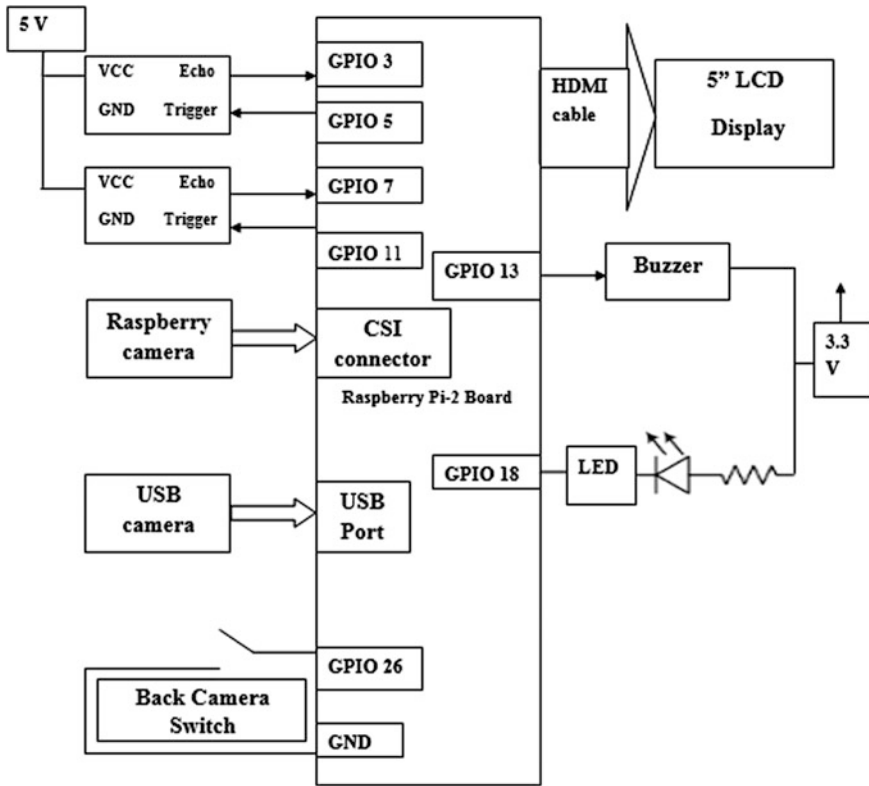 5 V
VCC Echo
GND Trigger
GPIO 3
GPIO 5
VCC Echo
GND Trigger
GPIO 7
GPIO 11
HDMI
cable
5” LCD
Display
GPIO 13
Buzzer
3.3
V
Raspberry
camera
CSI
connector
Raspberry Pi-2 Board
GPIO 18
LED
USB
camera
USB
Port
GPIO 26
Back Camera
Switch
GND